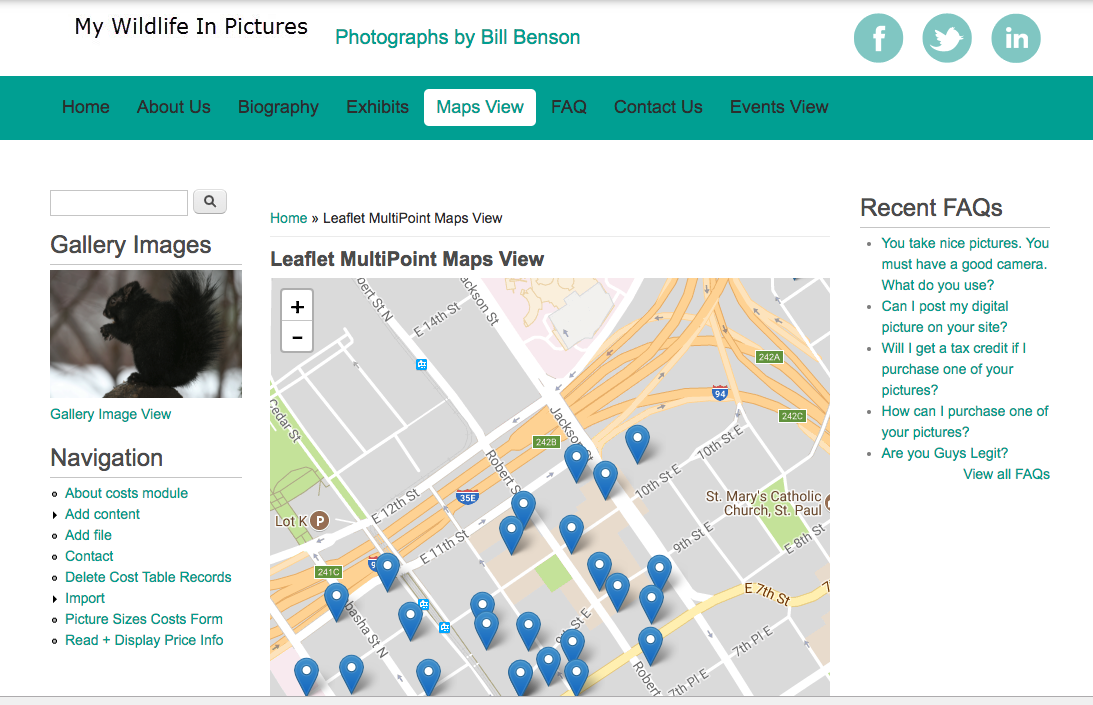 My Wildlife In Pictures
Photographs by Bill Benson
Home About Us Biography Exhibits Maps View FAQ Contact Us Events View
Gallery Images
Gallery Image View
Navigation
About costs module
Add content
Add file
Contact
Delete Cost Table Records
Import
Picture Sizes Costs Form
Read + Display Price Info
Home » Leaflet MultiPoint Maps View
Leaflet MultiPoint Maps View
+
-
bert St N
E 14th St
ckson St
242A
94
242C
Cedar St
Jackson St
242B
Robert St
10th St E
35E
10th St E
St. Mary's Catholic
Church, St. Paul
Lot K P
E 12th St
E 11th St
9th St E
E 8th St
241C
9
E 7th St
7
abasha St N
9th St E
7th Pl E
Robert
7th Pl E
Recent FAQs
You take nice pictures. You
must have a good camera.
What do you use?
Can I post my digital
picture on your site?
Will I get a tax credit if I
purchase one of your
pictures?
How can I purchase one of
your pictures?
Are you Guys Legit?
View all FAQs